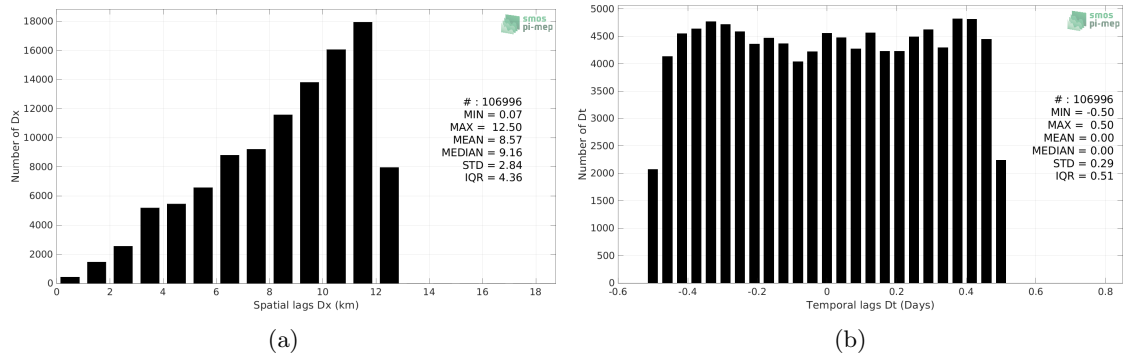 20000
18000
16000
14000
12000
10000
8000
6000
4000
2000
0
Number of Dx
smos
pi-mep
# : 106996
MIN = 0.07
MAX = 12.50
MEAN = 8.57
MEDIAN = 9.16
STD = 2.84
IQR = 4.36
0 2 4 6 8 10 12 14 16 18
Spatial lags Dx (km)
(a)
5000
4500
4000
3500
3000
2500
2000
1500
1000
500
0
Number of Dt
smos
pi-mep
# : 106996
MIN = -0.50
MAX = 0.50
MEAN = 0.00
MEDIAN = 0.00
STD = 0.29
IQR = 0.51
-0.6 -0.4 -0.2 0 0.2 0.4 0.6 0.8
Temporal lags Dt (Days)
(b)